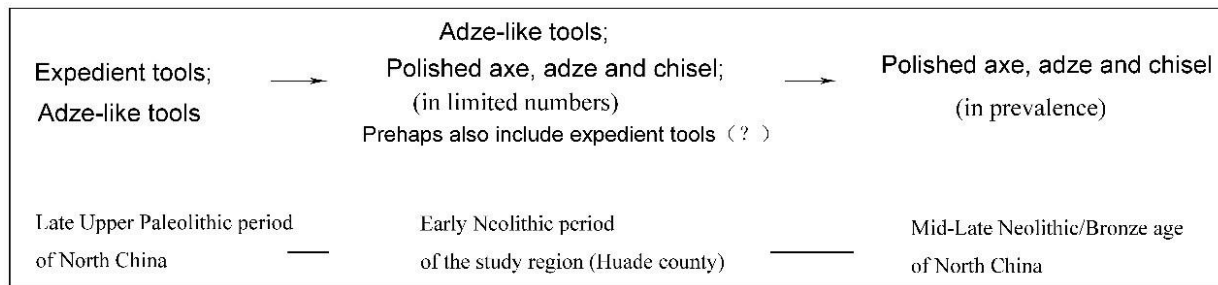 Expedient tools;
Adze-like tools
Adze-like tools;
Polished axe, adze and chisel;
(in limited numbers)
Prehaps also include expedient tools（？）
Polished axe, adze and chisel
(in prevalence)
Late Upper Paleolithic period
of North China
Early Neolithic period
of the study region (Huade county)
Mid-Late Neolithic/Bronze age
of North China